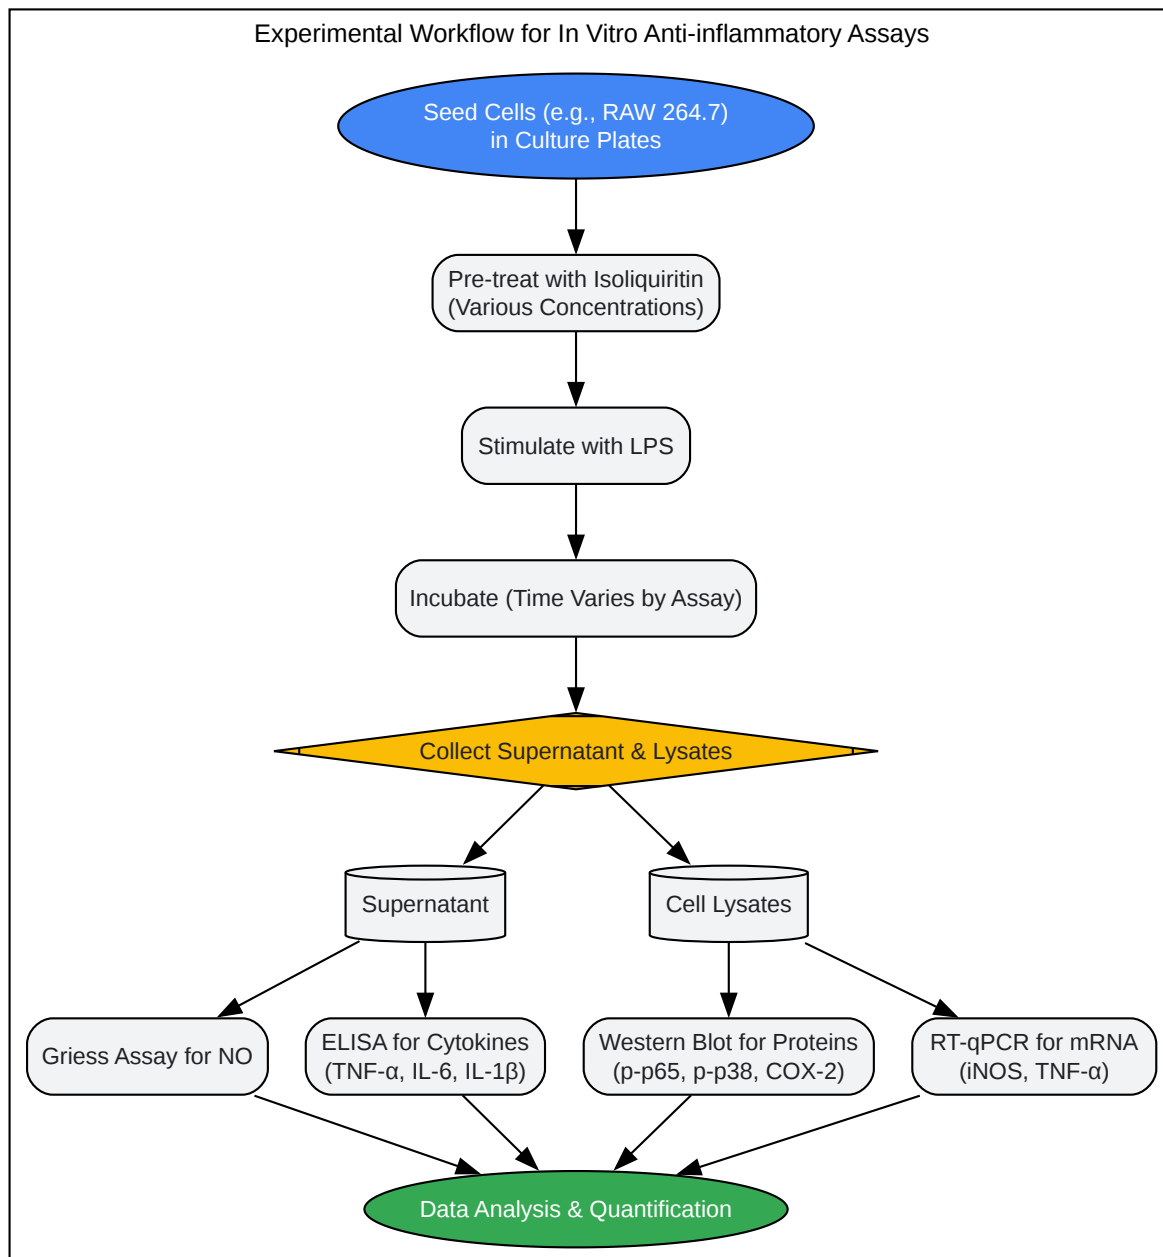 Experimental Workflow for In Vitro Anti-inflammatory Assays
Seed Cells (e.g., RAW 264.7)
in Culture Plates
Pre-treat with Isoliquiritin
(Various Concentrations)
Stimulate with LPS
Incubate (Time Varies by Assay)
Collect Supernatant & Lysates
Supernatant
Cell Lysates
Griess Assay for NO
ELISA for Cytokines
(TNF-α, IL-6, IL-1β)
Western Blot for Proteins
(p-p65, p-p38, COX-2)
RT-qPCR for mRNA
(iNOS, TNF-α)
Data Analysis & Quantification